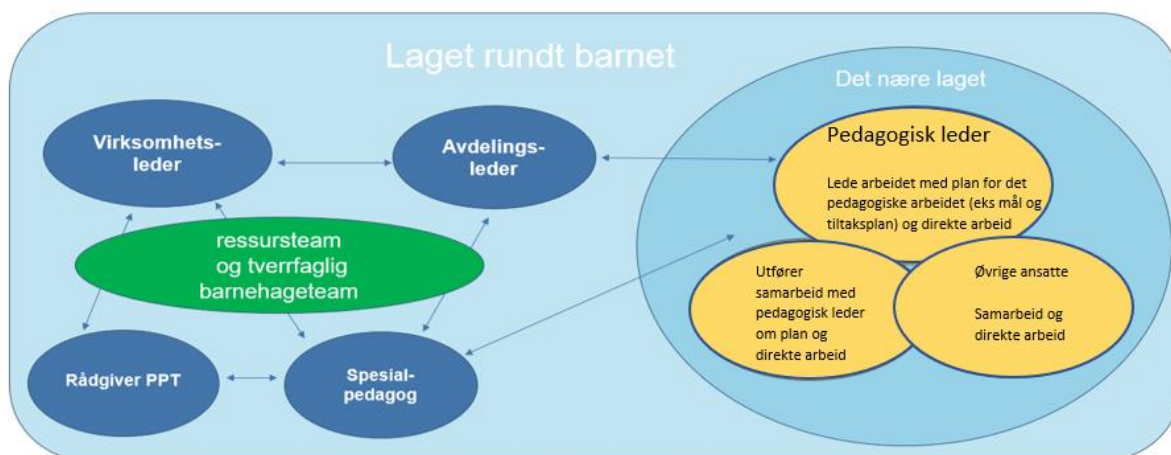 Laget rundt barnet
Det nære laget
Virksomhets-
leder
Avdelings-
leder
ressursteam
og tverrfaglig
barnehageteam
Rådgiver PPT
Spesial-
pedagog
Pedagogisk leder
Lede arbeidet med plan for det
pedagogiske arbeidet (eks mål og
tiltaksplan) og direkte arbeid
Utfører
samarbeid med
pedagogisk leder
om plan og
direkte arbeid
Øvrige ansatte
Samarbeid og
direkte arbeid